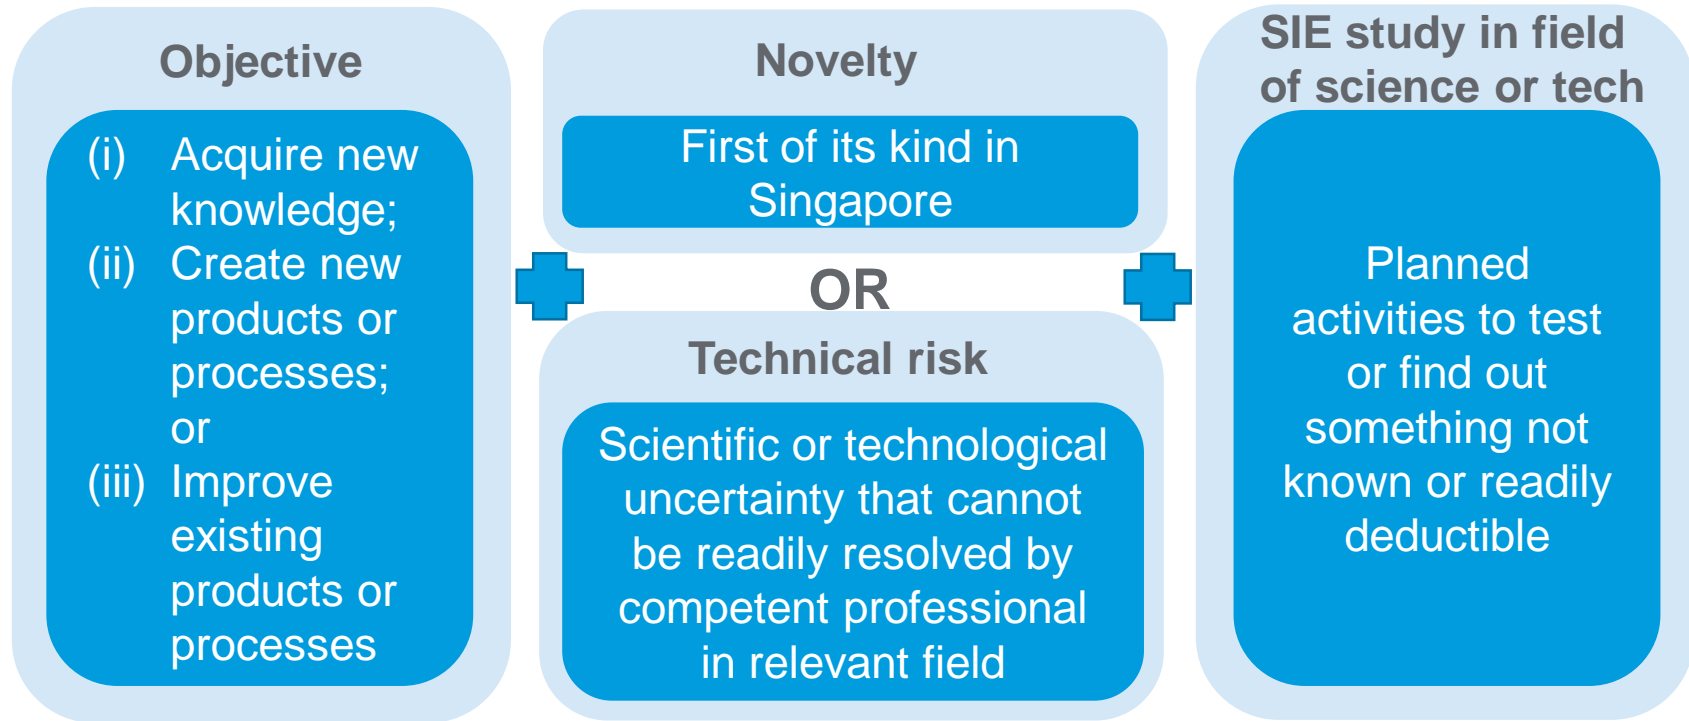 Objective
(i) Acquire new
knowledge;
(ii) Create new
products or
processes;
or
(iii) Improve
existing
products or
processes
Novelty
First of its kind in
Singapore
OR
Technical risk
Scientific or technological
uncertainty that cannot
be readily resolved by
competent professional
in relevant field
SIE study in field
of science or tech
Planned
activities to test
or find out
something not
known or readily
deductible